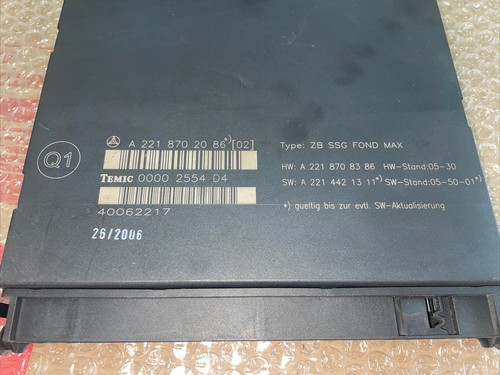 Q1
A 221 870 20 86*) [02]
TEMIC 0000 2554 D4
40062217
26/2006
Type: ZB SSG FOND MAX
HW: A 221 870 83 86 HW-Stand:05-30
SW: A 221 442 13 11*) SW-Stand:05-50-01*)
*) gueltig bis zur evtl. SW-Aktualisierung